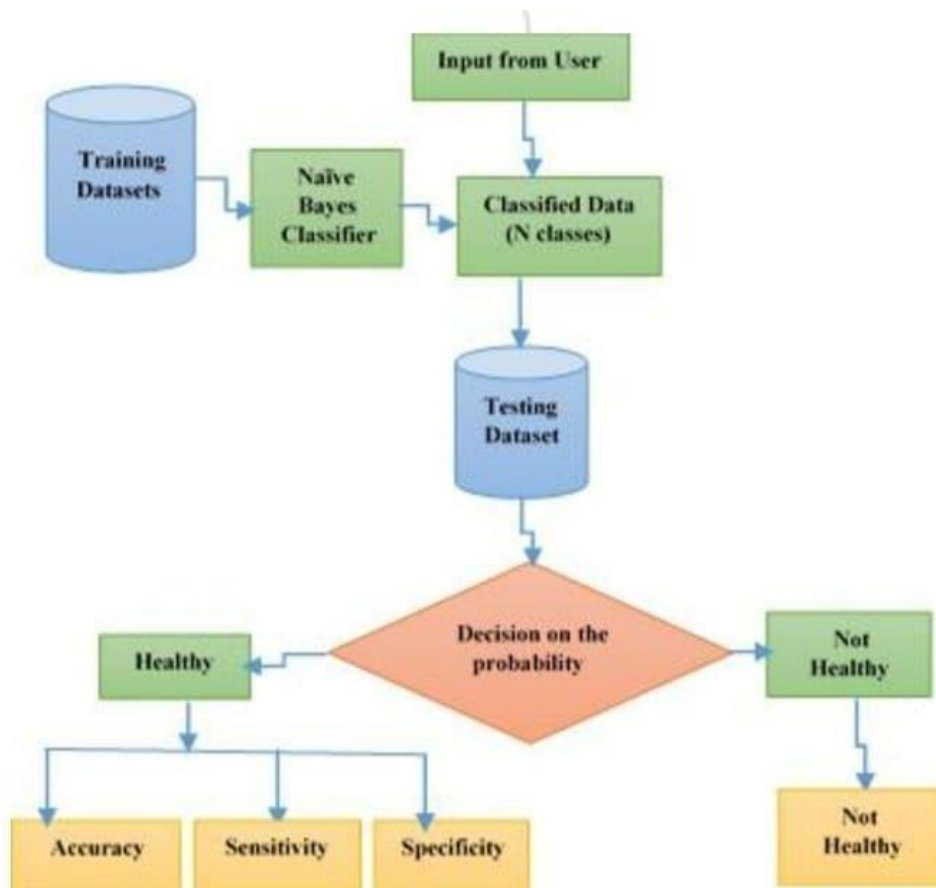 Input from User
Training
Datasets
Naïve
Bayes
Classifier
Classified Data
(N classes)
Testing
Dataset
Decision on the
probability
Healthy
Not
Healthy
Accuracy
Sensitivity
Specificity
Not
Healthy